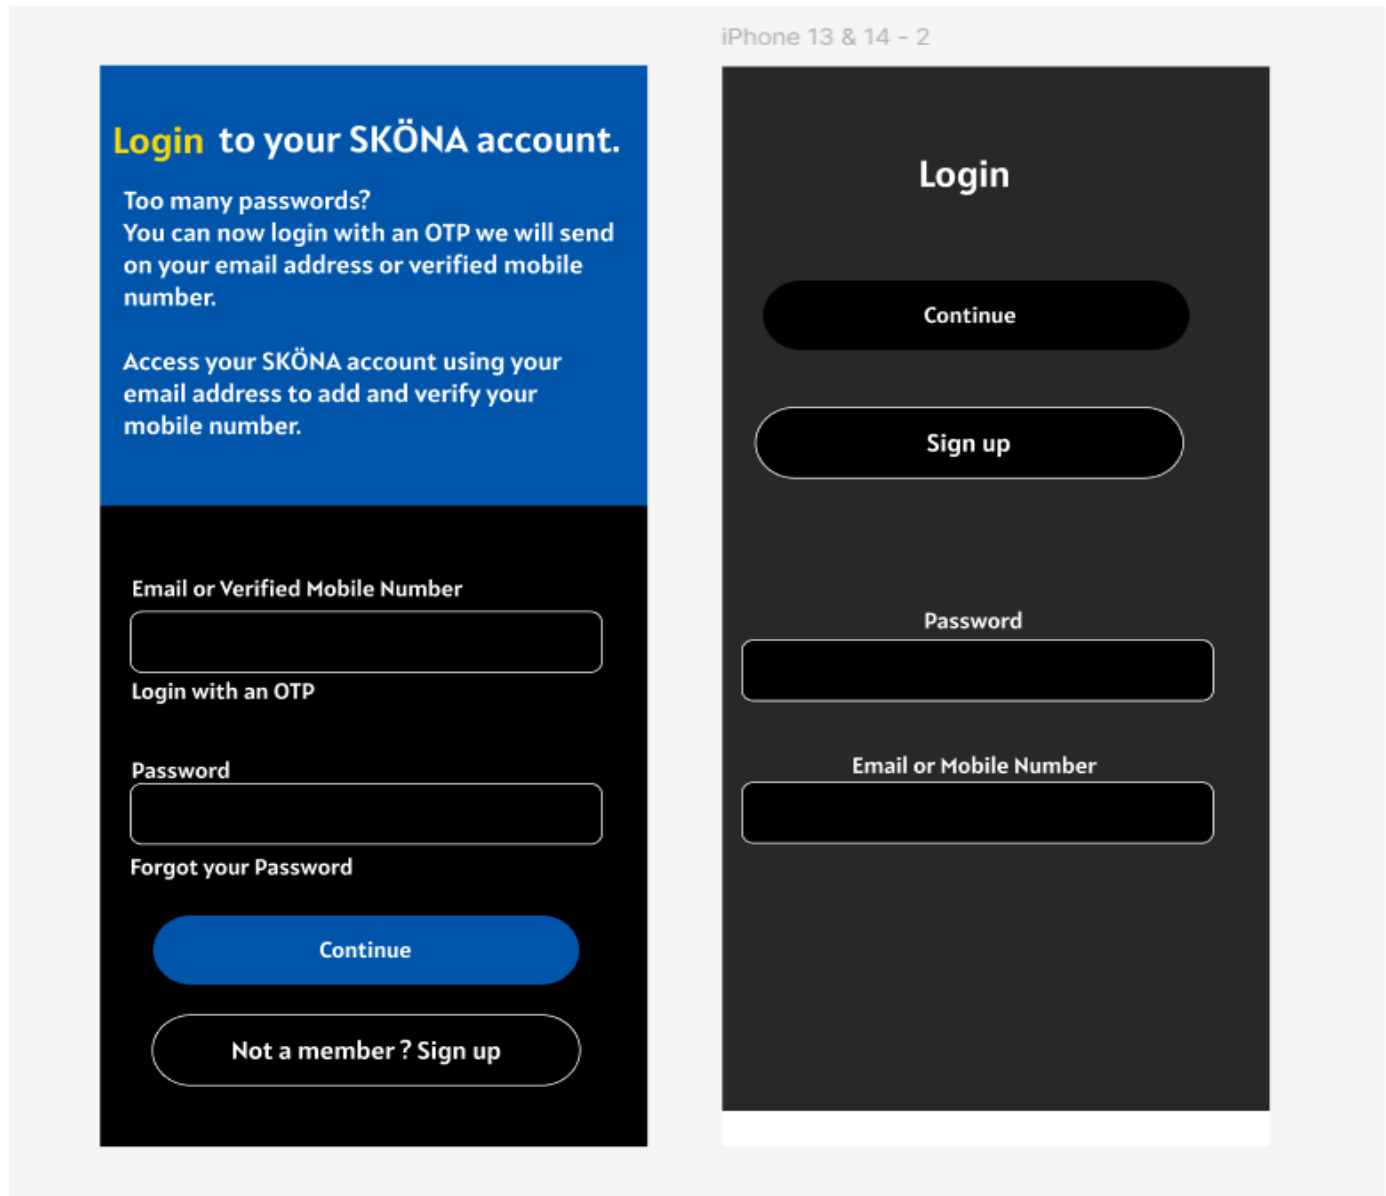 iPhone 13 & 14 - 2
Login to your SKÖNA account.
Too many passwords?
You can now login with an OTP we will send
on your email address or verified mobile
number.
Access your SKÖNA account using your
email address to add and verify your
mobile number.
Email or Verified Mobile Number
Login with an OTP
Password
Forgot your Password
Continue
Not a member ? Sign up
Login
Continue
Sign up
Password
Email or Mobile Number